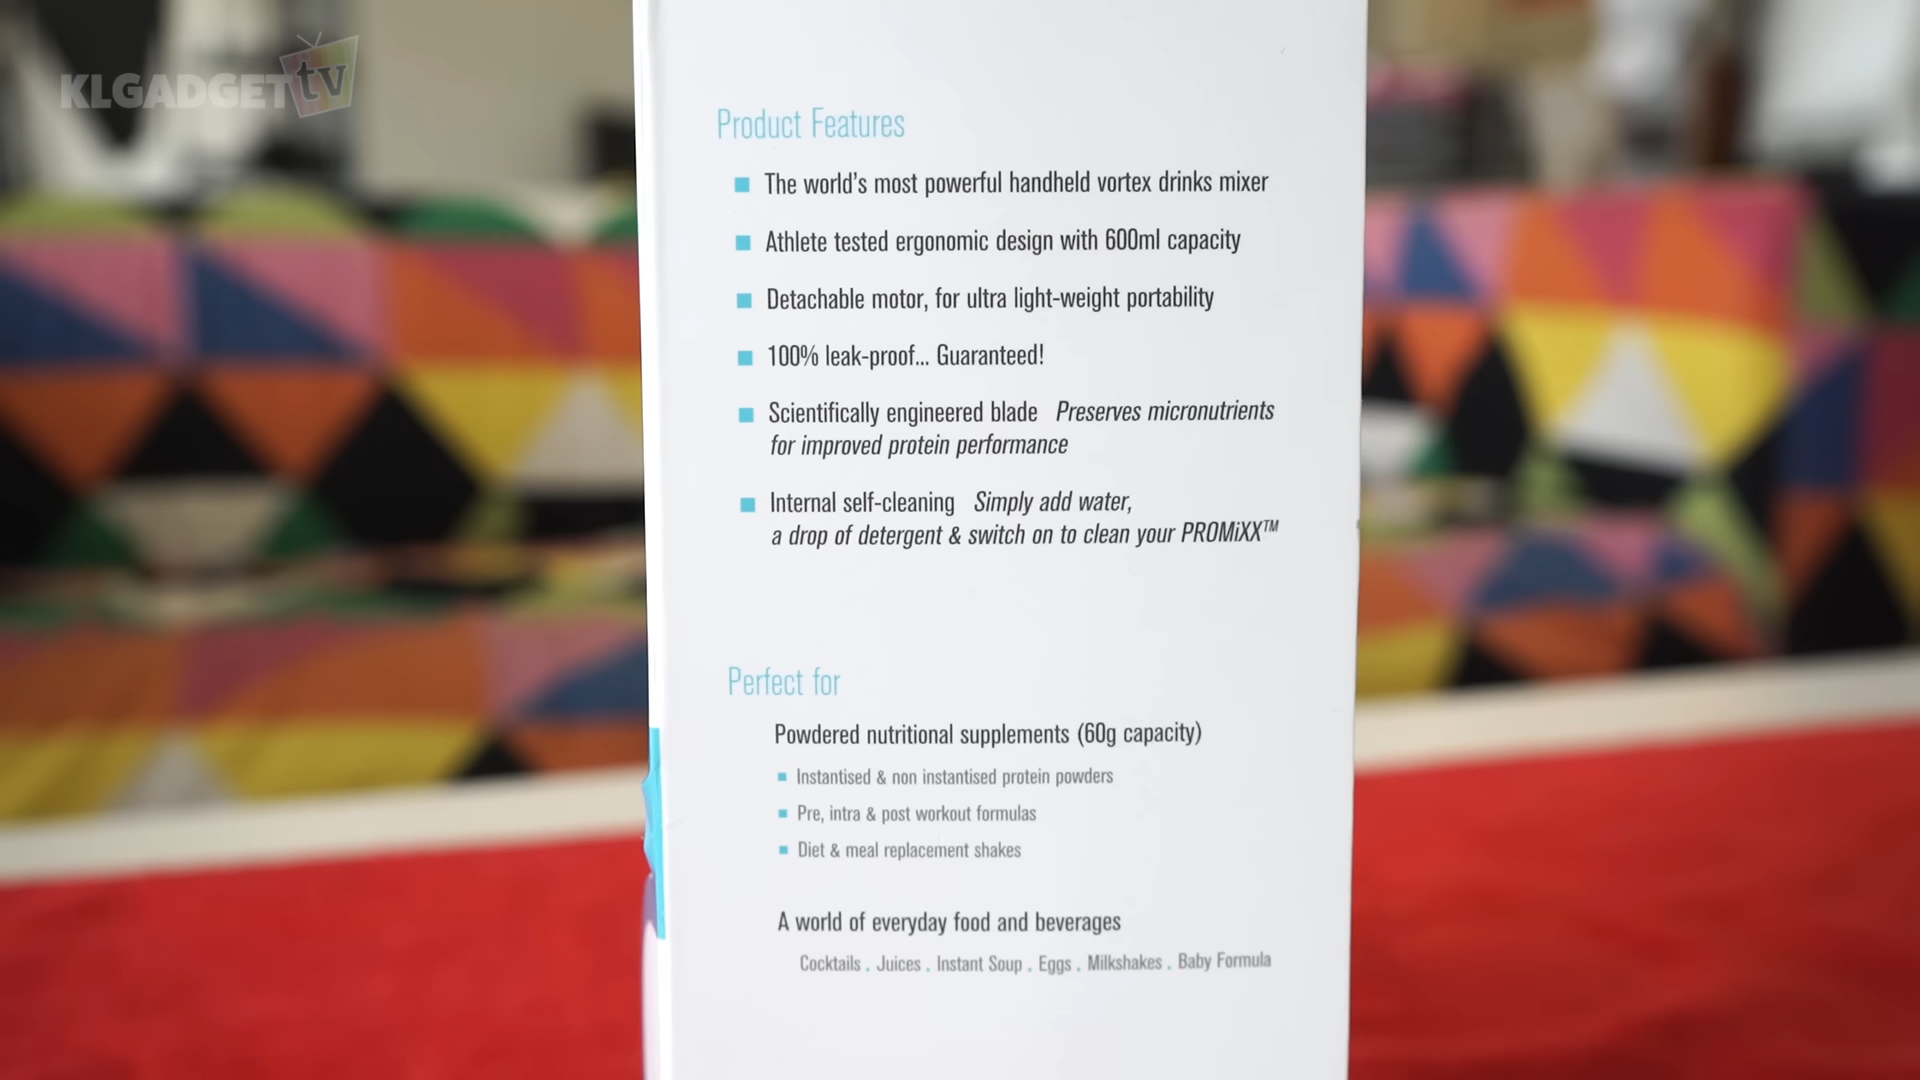 KLGADGET tv
Product Features
The world's most powerful handheld vortex drinks mixer
Athlete tested ergonomic design with 600ml capacity
Detachable motor, for ultra light-weight portability
100% leak-proof... Guaranteed!
Scientifically engineered blade Preserves micronutrients
for improved protein performance
Internal self-cleaning Simply add water,
a drop of detergent & switch on to clean your PROMiXX™
Perfect for
Powdered nutritional supplements (60g capacity)
Instantised & non instantised protein powders
Pre, intra & post workout formulas
Diet & meal replacement shakes
A world of everyday food and beverages
Cocktails . Juices . Instant Soup . Eggs . Milkshakes . Baby Formula